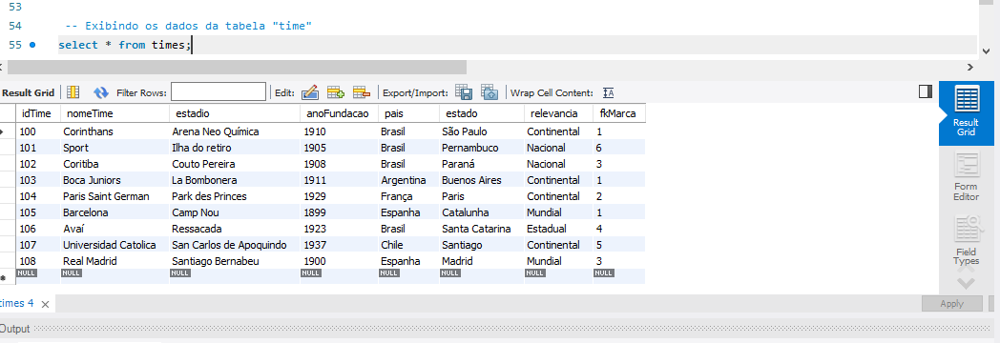 53
54 -- Exibindo os dados da tabela "time"
55 select * from times;
Result Grid Filter Rows: Edit: Export/Import: Wrap Cell Content: IA
idTime nomeTime estadio anoFundacao pais estado relevancia fkMarca
100 Corinthans Arena Neo Química 1910 Brasil São Paulo Continental 1
101 Sport Ilha do retiro 1905 Brasil Pernambuco Nacional 6
102 Coritiba Couto Pereira 1908 Brasil Paraná Nacional 3
103 Boca Juniors La Bombonera 1911 Argentina Buenos Aires Continental 1
104 Paris Saint German Park des Princes 1929 França Paris Continental 2
105 Barcelona Camp Nou 1899 Espanha Catalunha Mundial 1
106 Avaí Ressacada 1923 Brasil Santa Catarina Estadual 4
107 Universidad Catolica San Carlos de Apoquindo 1937 Chile Santiago Continental 5
108 Real Madrid Santiago Bernabeu 1900 Espanha Madrid Mundial 3
NULL NULL NULL NULL NULL NULL NULL NULL
Result
Grid
Form
Editor
Field
Types
times 4
Apply
Output